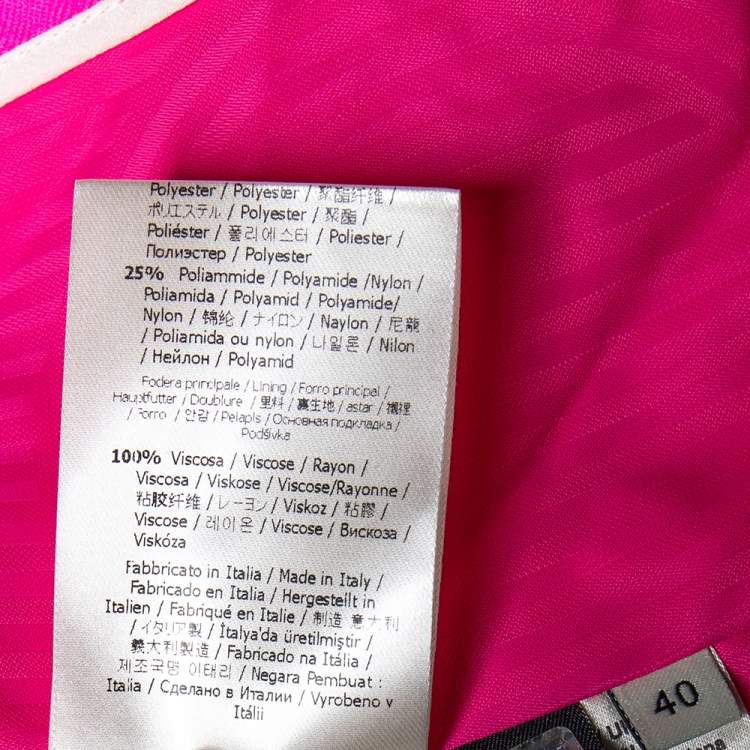 Polyester / Polyester / 聚酯纤维 /
ポリエステル / Polyester / 聚酯 /
Poliéster / 폴리에스터 / Poliester /
Полиэстер / Polyester
25% Poliammide / Polyamide /Nylon /
Poliamida / Polyamid / Polyamide/
Nylon / 锦纶 / ナイロン / Naylon / 尼龍
/ Poliamida ou nylon / 나일론 / Nilon
/ Нейлон / Polyamid
Fodera principale / Lining / Forro principal /
Hauptfutter / Doublure / 里料 / 裏生地 / astar / 襯裡
/ Forro / 안감 / Pelapis / Основная подкладка /
Podšívka
100% Viscosa / Viscose / Rayon /
Viscosa / Viskose / Viscose/Rayonne /
粘胶纤维 / レーヨン / Viskoz / 粘膠 /
Viscose / 레이온 / Viscose / Вискоза /
Viskóza
Fabbricato in Italia / Made in Italy /
Fabricado en Italia / Hergestellt in
Italien / Fabriqué en Italie / 制造 意大利
/ イタリア製 / İtalya'da üretilmiştir /
義大利製造 / Fabricado na Itália /
제조국명 이태리 / Negara Pembuat :
Italia / Сделано в Италии / Vyrobeno v
Itálii
40